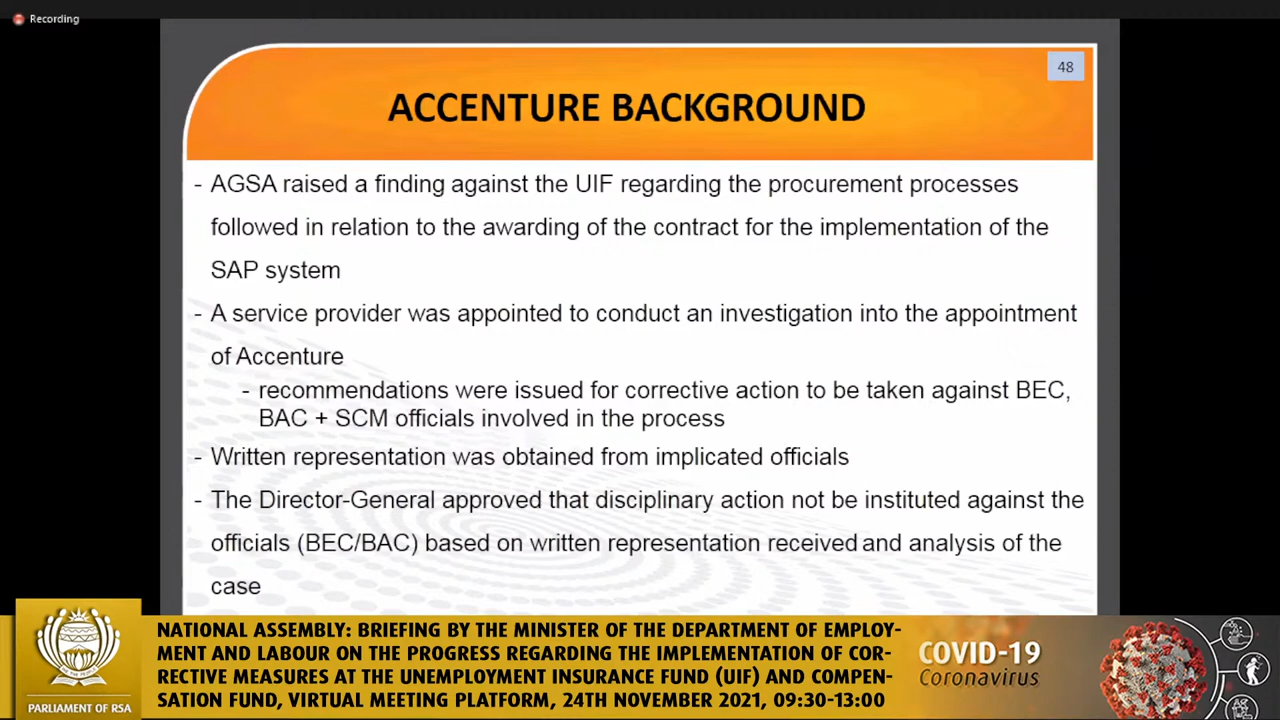 Recording
48
ACCENTURE BACKGROUND
- AGSA raised a finding against the UIF regarding the procurement processes
followed in relation to the awarding of the contract for the implementation of the
SAP system
- A service provider was appointed to conduct an investigation into the appointment
of Accenture
- recommendations were issued for corrective action to be taken against BEC,
BAC + SCM officials involved in the process
- Written representation was obtained from implicated officials
- The Director-General approved that disciplinary action not be instituted against the
officials (BEC/BAC) based on written representation received and analysis of the
case
NATIONAL ASSEMBLY: BRIEFING BY THE MINISTER OF THE DEPARTMENT OF EMPLOY-
MENT AND LABOUR ON THE PROGRESS REGARDING THE IMPLEMENTATION OF COR-
RECTIVE MEASURES AT THE UNEMPLOYMENT INSURANCE FUND (UIF) AND COMPEN-
SATION FUND, VIRTUAL MEETING PLATFORM, 24TH NOVEMBER 2021, 09:30-13:00
PARLIAMENT OF RSA
COVID-19
Coronavirus